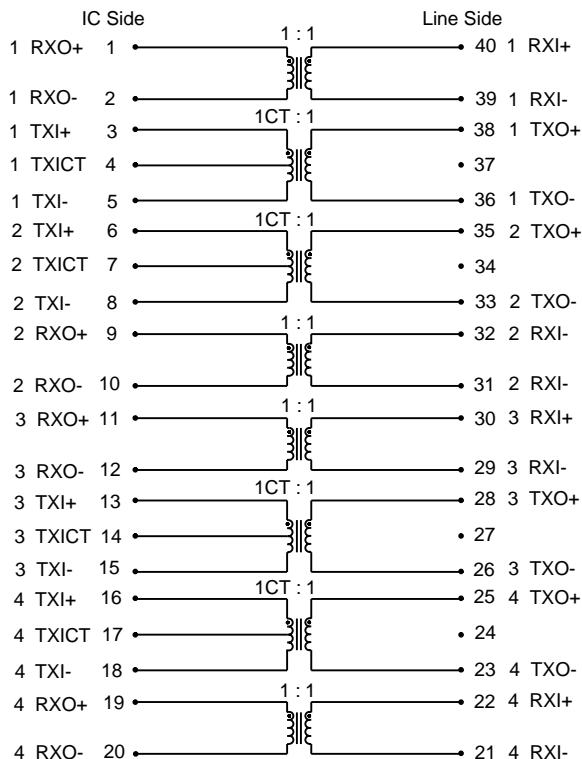 IC Side Line Side
1 : 1
1 RXO+ 1 40 1 RXI+
1 RXO- 2 39 1 RXI-
1CT : 1
1 TXI+ 3 38 1 TXO+
1 TXICT 4 37
1 TXI- 5 36 1 TXO-
1CT : 1
2 TXI+ 6 35 2 TXO+
2 TXICT 7 34
2 TXI- 8 33 2 TXO-
1 : 1
2 RXO+ 9 32 2 RXI-
2 RXO- 10 31 2 RXI-
1 : 1
3 RXO+ 11 30 3 RXI+
3 RXO- 12 29 3 RXI-
1CT : 1
3 TXI+ 13 28 3 TXO+
3 TXICT 14 27
3 TXI- 15 26 3 TXO-
1CT : 1
4 TXI+ 16 25 4 TXO+
4 TXICT 17 24
4 TXI- 18 23 4 TXO-
1 : 1
4 RXO+ 19 22 4 RXI+
4 RXO- 20 21 4 RXI-